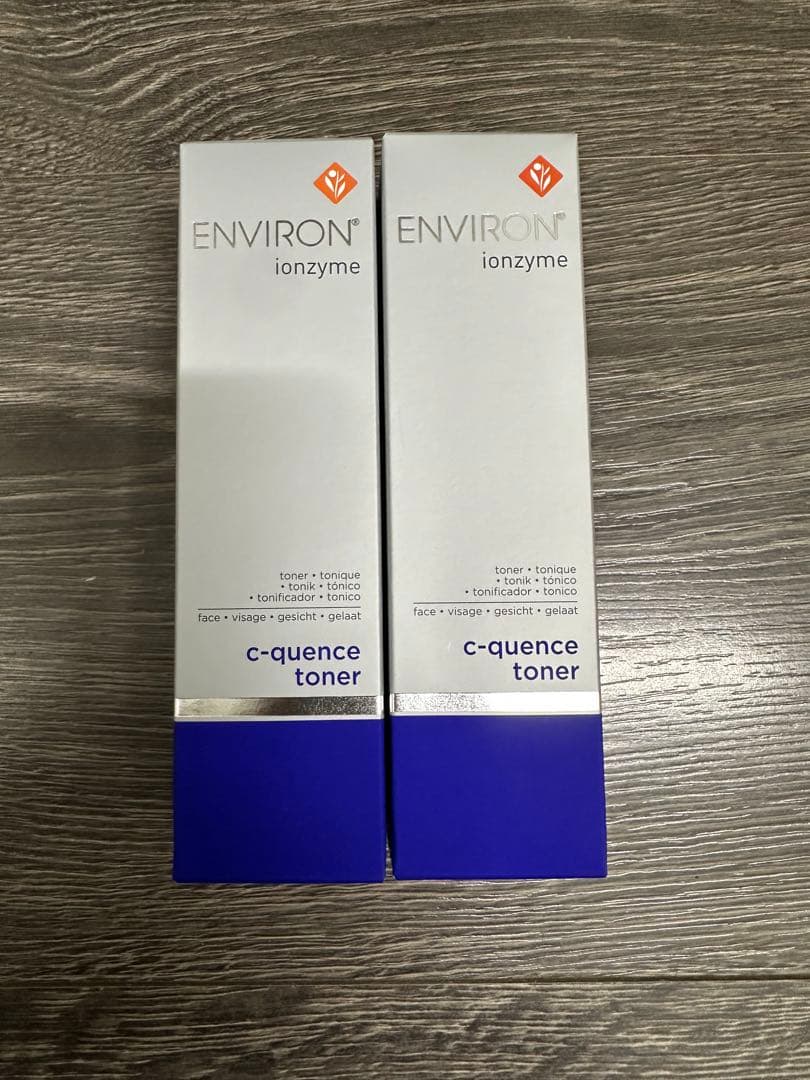 ENVIRON®
ionzyme
toner • tonique
• tonik • tónico
• tonificador • tonico
face • visage • gesicht • gelaat
c-quence
toner
ENVIRON®
ionzyme
toner • tonique
• tonik • tónico
• tonificador • tonico
face • visage • gesicht • gelaat
c-quence
toner